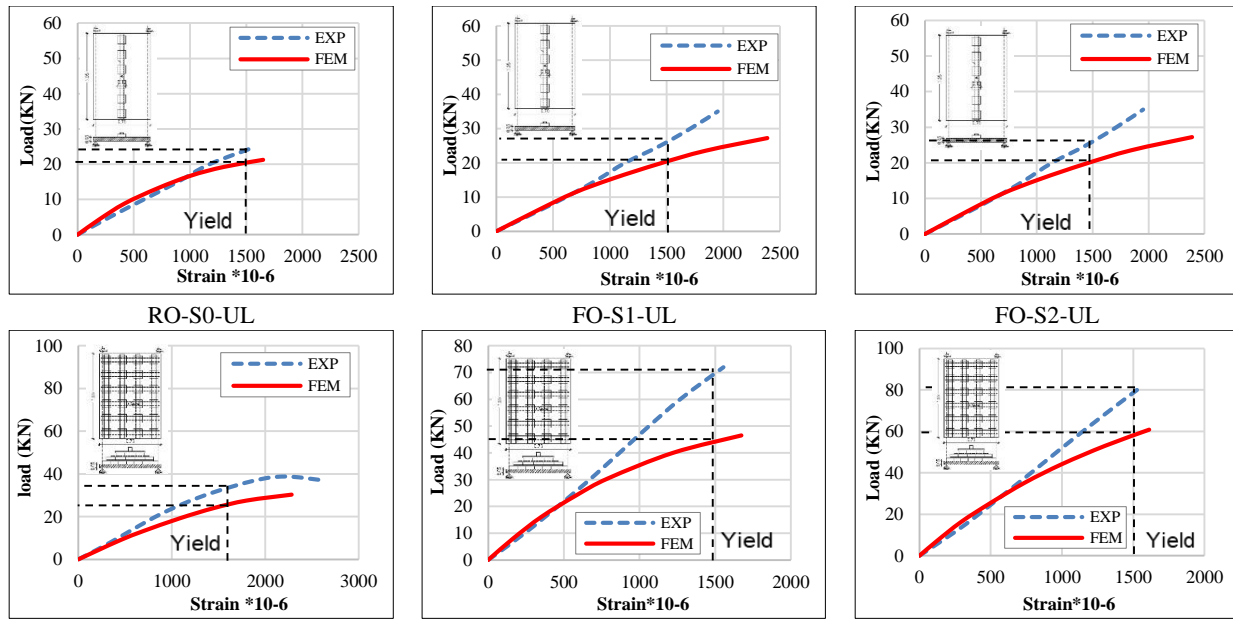 60
50
40
30
20
10
0
Load(KN)
EXP
FEM
Yield
0 500 1000 1500 2000 2500
Strain *10-6
60
50
40
30
20
10
0
Load(KN)
EXP
FEM
Yield
0 500 1000 1500 2000 2500
Strain *10-6
60
50
40
30
20
10
0
Load(KN)
EXP
FEM
Yield
0 500 1000 1500 2000 2500
Strain *10-6
RO-S0-UL FO-S1-UL FO-S2-UL
100
80
60
40
20
0
load (KN)
EXP
FEM
Yield
0 1000 2000 3000
Strain *10-6
80
70
60
50
40
30
20
10
0
Load (KN)
EXP
FEM
Yield
0 500 1000 1500 2000
Strain*10-6
100
80
60
40
20
0
Load (KN)
EXP
FEM
Yield
0 500 1000 1500 2000
Strain*10-6